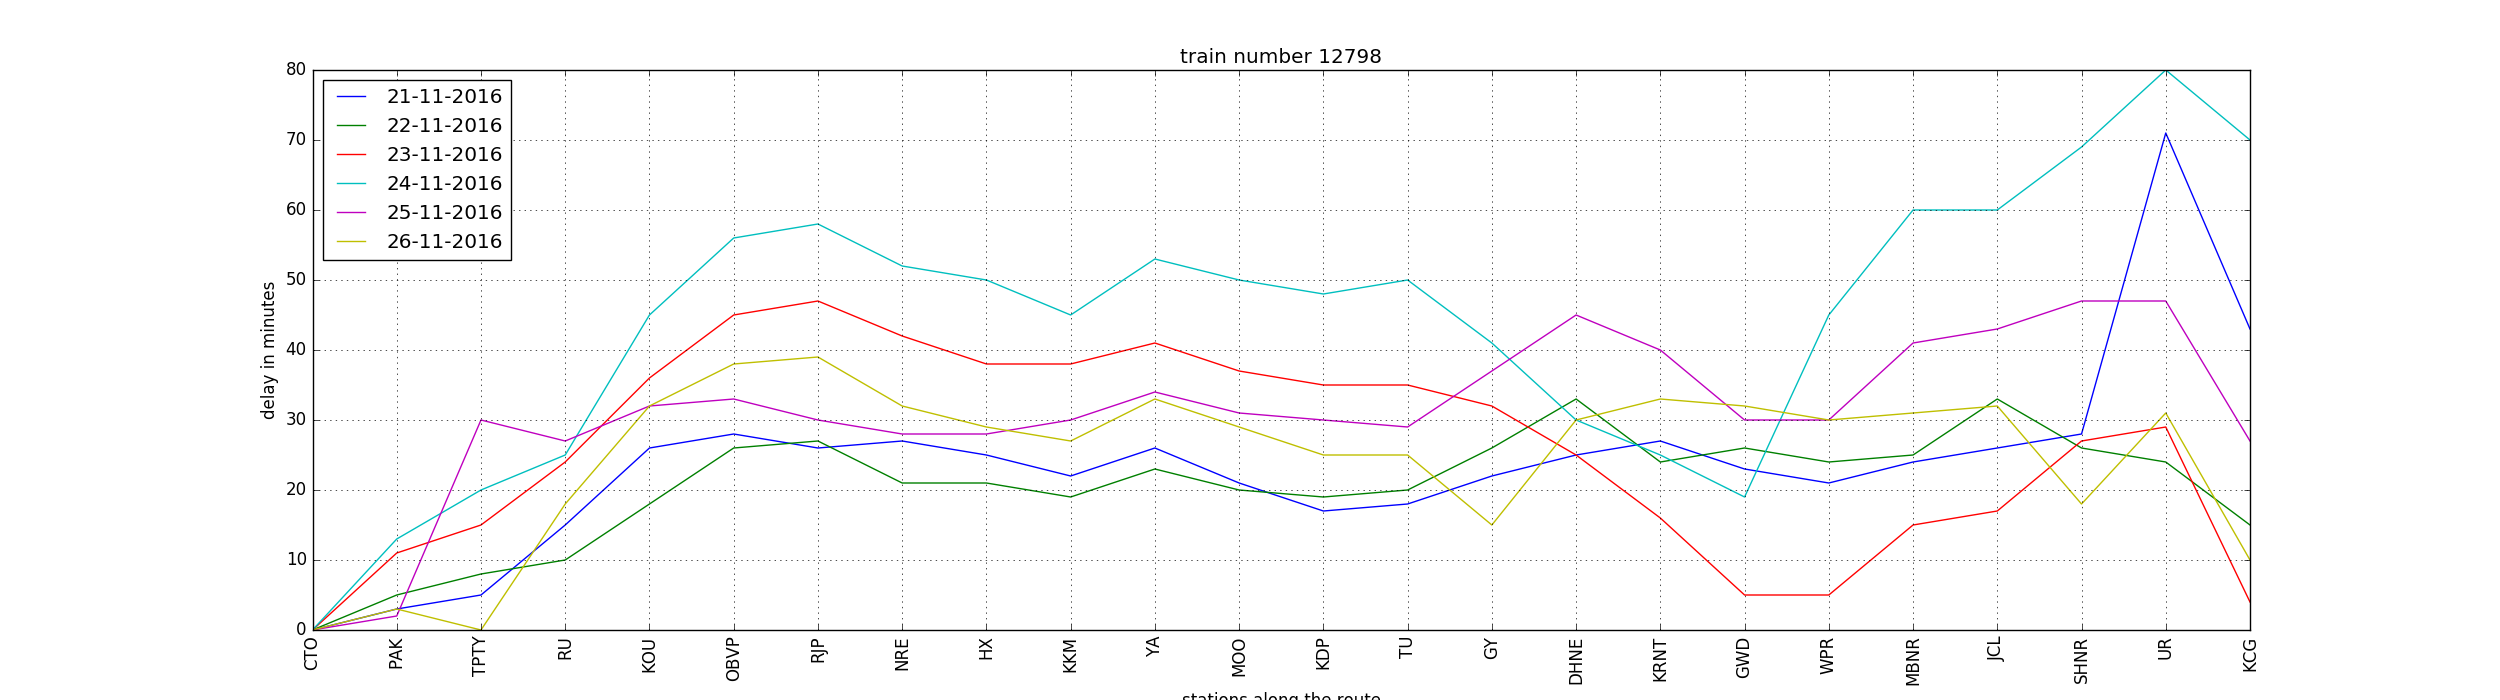 train number 12798
80
70
60
50
40
30
20
10
0
delay in minutes
21-11-2016
22-11-2016
23-11-2016
24-11-2016
25-11-2016
26-11-2016
CTO
PAK
TPTY
RU
KOU
OBVP
RJP
NRE
HX
KKM
YA
MOO
KDP
TU
GY
DHNE
KRNT
GWD
WPR
MBNR
JCL
SHNR
UR
KCG
stations along the route